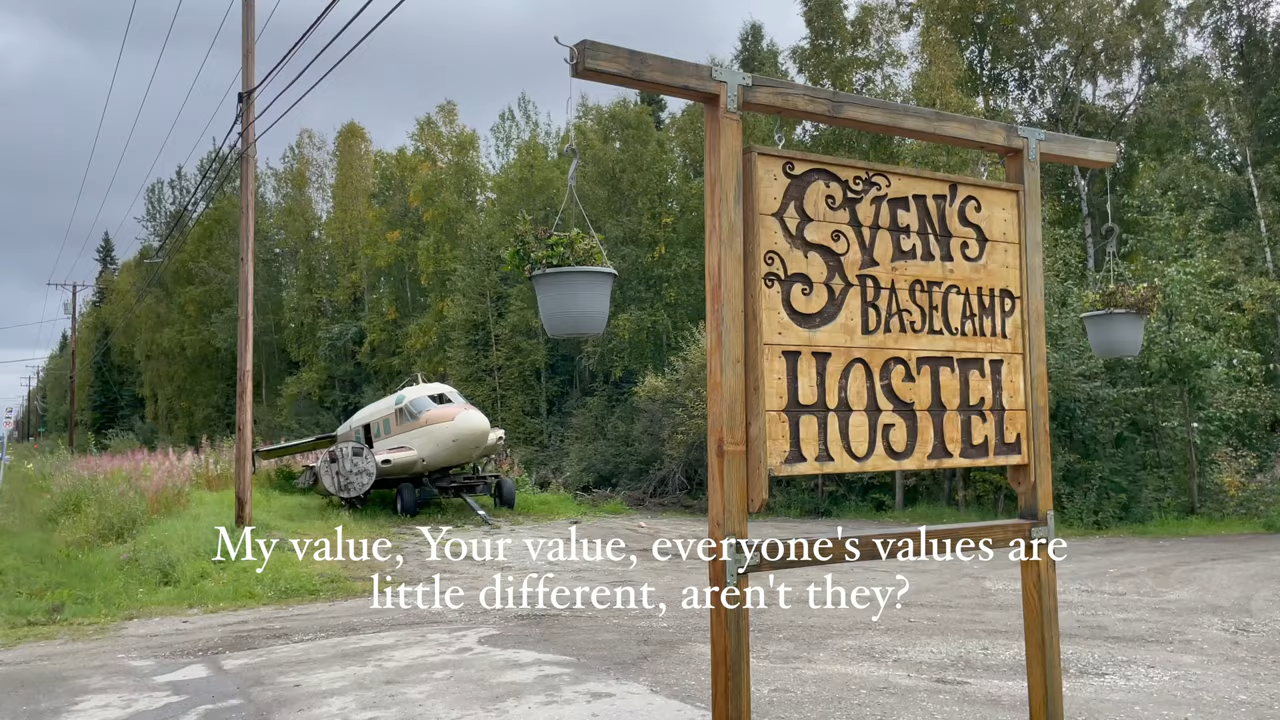 SVEN'S
BASECAMP
HOSTEL
My value, Your value, everyone's values are
little different, aren't they?